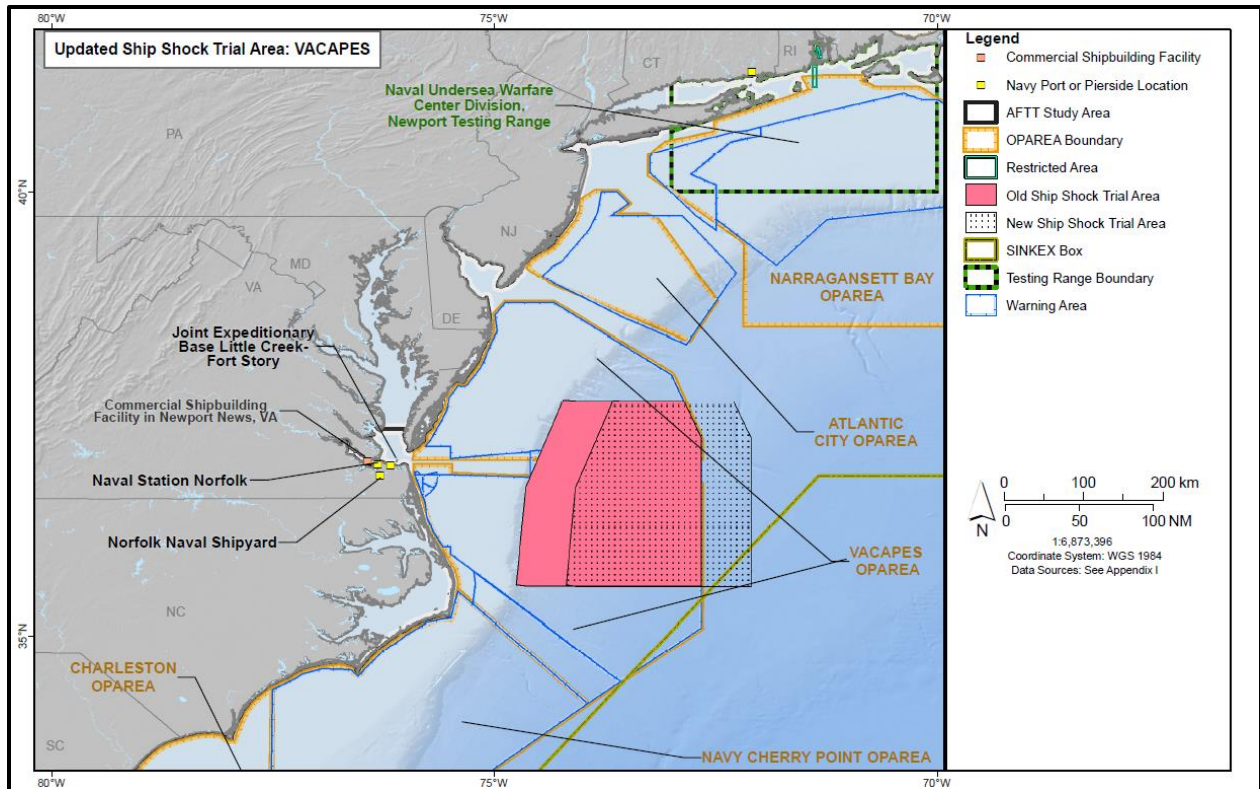 80°W
75°W
70°W
Updated Ship Shock Trial Area: VACAPES
CT
RI
Naval Undersea Warfare
Center Division,
Newport Testing Range
PA
40°N
NJ
MD
VA
DE
NARRAGANSETT BAY
OPAREA
Joint Expeditionary
Base Little Creek-
Fort Story
Commercial Shipbuilding
Facility in Newport News, VA
ATLANTIC
CITY OPAREA
Naval Station Norfolk
Norfolk Naval Shipyard
VACAPES
OPAREA
NC
35°N
CHARLESTON
OPAREA
SC
NAVY CHERRY POINT OPAREA
80°W
75°W
70°W
Legend
Commercial Shipbuilding Facility
Navy Port or Pierside Location
AFTT Study Area
OPAREA Boundary
Restricted Area
Old Ship Shock Trial Area
New Ship Shock Trial Area
SINKEX Box
Testing Range Boundary
Warning Area
N
0 100 200 km
0 50 100 NM
1:6,873,396
Coordinate System: WGS 1984
Data Sources: See Appendix I